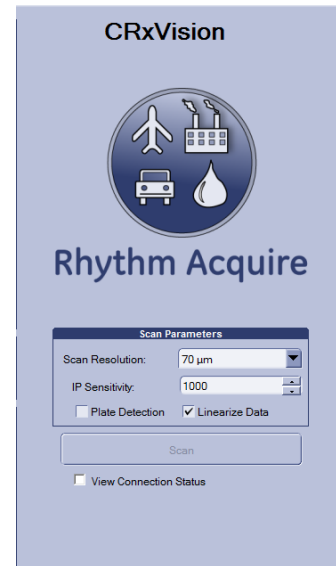 CRxVision
Rhythm Acquire
Scan Parameters
Scan Resolution: 70 µm
IP Sensitivity: 1000
Plate Detection Linearize Data
Scan
View Connection Status